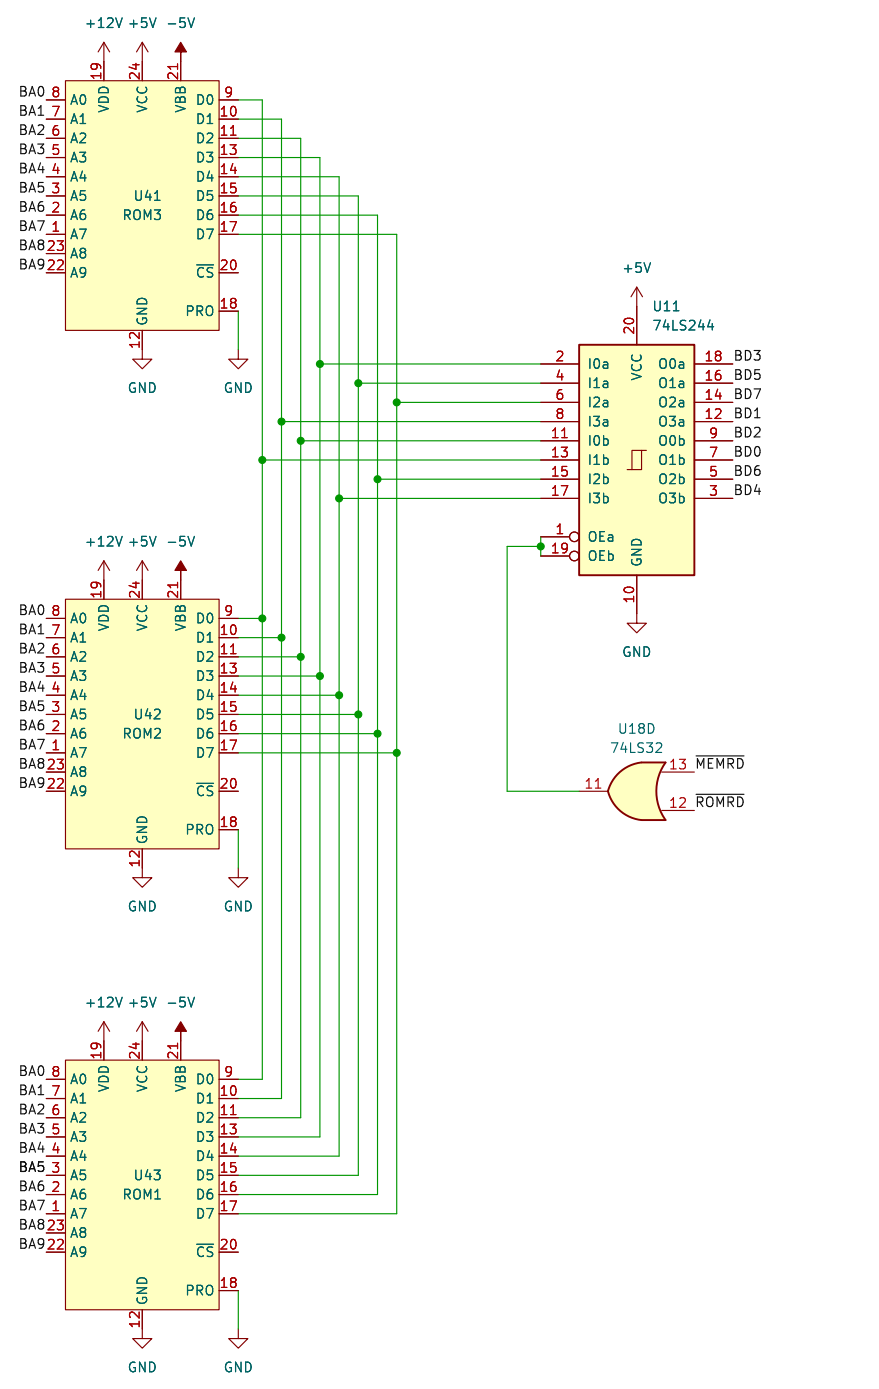 +12V +5V -5V
19 24 21
VDD VCC VBB
BA0 8 A0 D0 9
BA1 7 A1 D1 10
BA2 6 A2 D2 11
BA3 5 A3 D3 13
BA4 4 A4 D4 14
BA5 3 A5 U41 D5 15
BA6 2 A6 ROM3 D6 16
BA7 1 A7 D7 17
BA8 23 A8
BA9 22 A9 CS 20
PRO 18
GND
12
GND GND
+5V
U11
74LS244
20
VCC
2 I0a O0a 18 BD3
4 I1a O1a 16 BD5
6 I2a O2a 14 BD7
8 I3a O3a 12 BD1
11 I0b O0b 9 BD2
13 I1b O1b 7 BD0
15 I2b O2b 5 BD6
17 I3b O3b 3 BD4
1 OEa
19 OEb
GND
10
GND
+12V +5V -5V
19 24 21
VDD VCC VBB
BA0 8 A0 D0 9
BA1 7 A1 D1 10
BA2 6 A2 D2 11
BA3 5 A3 D3 13
BA4 4 A4 D4 14
BA5 3 A5 U42 D5 15
BA6 2 A6 ROM2 D6 16
BA7 1 A7 D7 17
BA8 23 A8
BA9 22 A9 CS 20
PRO 18
GND
12
GND GND
U18D
74LS32
13 MEMRD
11
12 ROMRD
+12V +5V -5V
19 24 21
VDD VCC VBB
BA0 8 A0 D0 9
BA1 7 A1 D1 10
BA2 6 A2 D2 11
BA3 5 A3 D3 13
BA4 4 A4 D4 14
BA5 3 A5 U43 D5 15
BA6 2 A6 ROM1 D6 16
BA7 1 A7 D7 17
BA8 23 A8
BA9 22 A9 CS 20
PRO 18
GND
12
GND GND